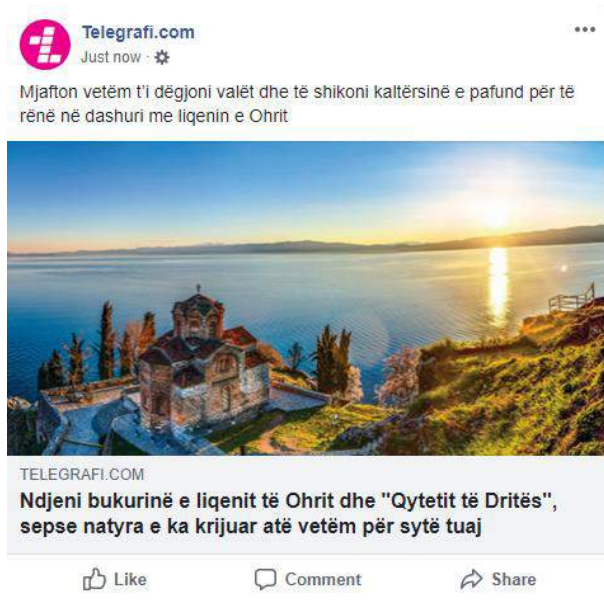 Telegrafi.com
Just now ·
Mjafton vetëm t'i dëgjoni valët dhe të shikoni kaltërsinë e pafund për të
rënë në dashuri me liqenin e Ohrit
TELEGRAFI.COM
Ndjeni bukurinë e liqenit të Ohrit dhe "Qytetit të Dritës",
sepse natyra e ka krijuar atë vetëm për sytë tuaj
Like Comment Share